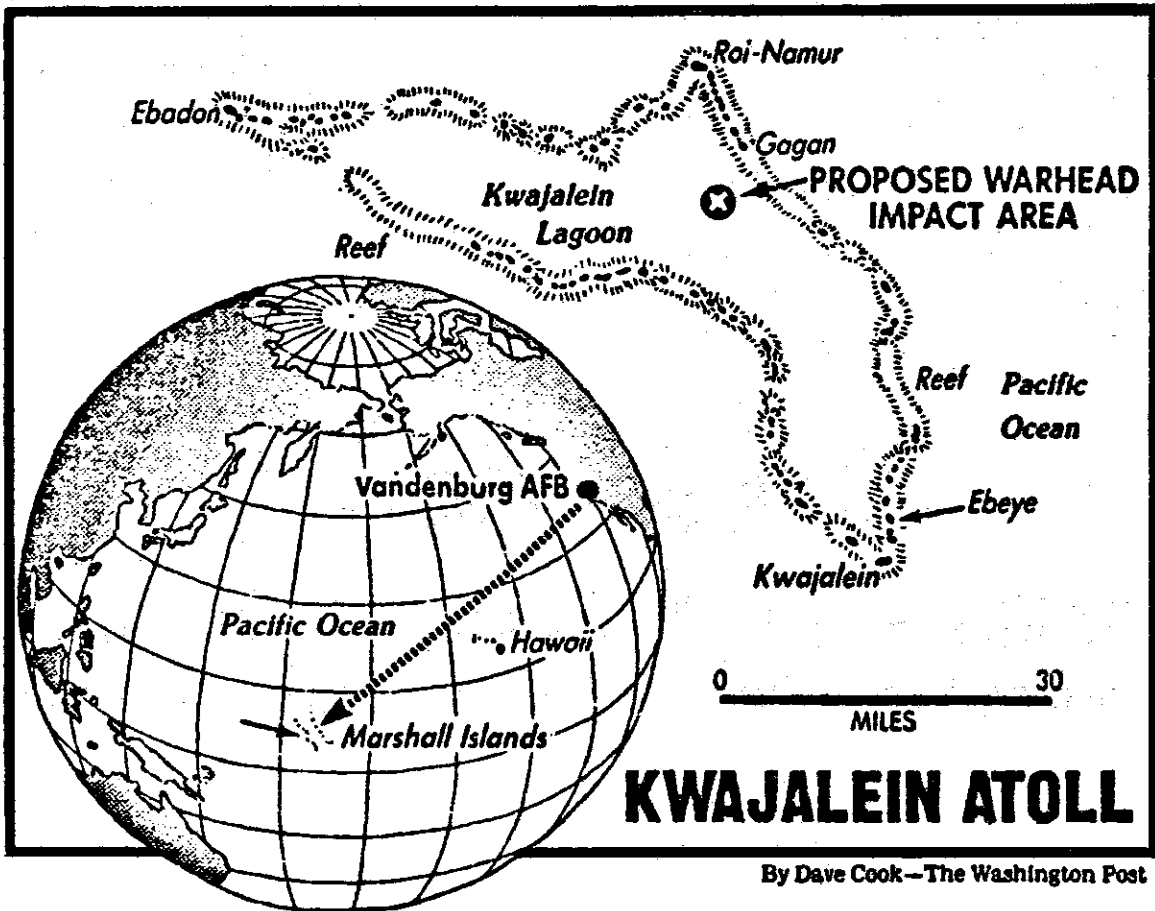 Roi-Namur
Ebadon
Gagan
PROPOSED WARHEAD
IMPACT AREA
Kwajalein
Lagoon
Reef
Reef
Pacific
Ocean
Vandenburg AFB
Ebeye
Kwajalein
Pacific Ocean
Hawaii
Marshall Islands
0 30
MILES
KWAJALEIN ATOLL
By Dave Cook—The Washington Post